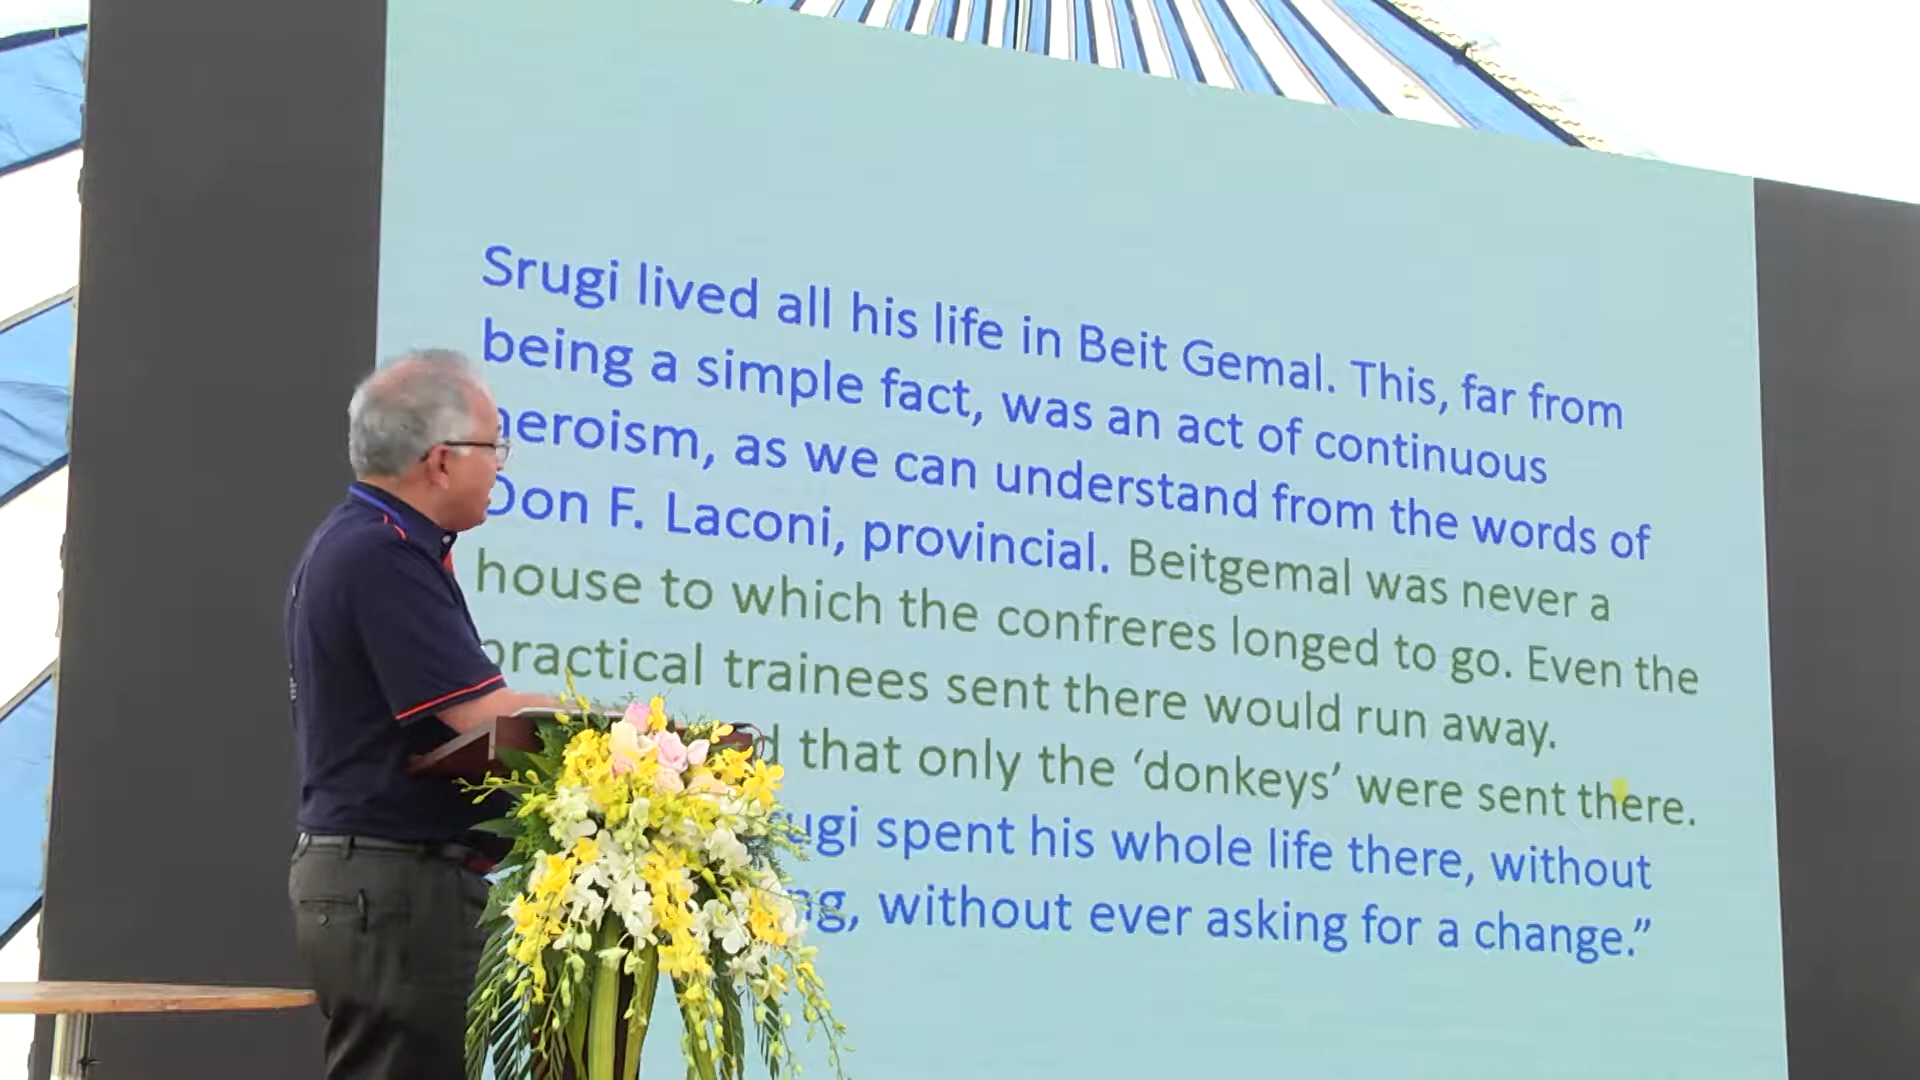 Srugi lived all his life in Beit Gemal. This, far from
being a simple fact, was an act of continuous
heroism, as we can understand from the words of
Don F. Laconi, provincial. Beitgemal was never a
house to which the confreres longed to go. Even the
practical trainees sent there would run away.
that only the ‘donkeys’ were sent there.
spent his whole life there, without
without ever asking for a change.”